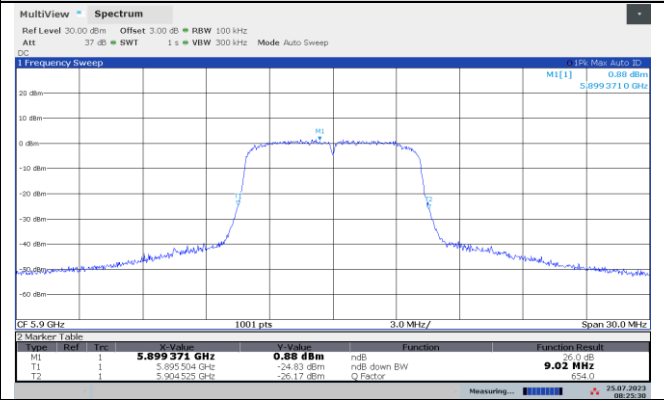 MultiView Spectrum
Ref Level 30.00 dBm Offset 3.00 dB RBW 100 kHz
Att 37 dB SWT 1 s VBW 300 kHz Mode Auto Sweep
DC
1 Frequency Sweep 1Pk Max Auto ID
M1[1] 0.88 dBm
5.8993710 GHz
20 dBm
10 dBm
M1
0 dBm
-10 dBm
-20 dBm
T1 T2
-30 dBm
-40 dBm
-50 dBm
-60 dBm
CF 5.9 GHz 1001 pts 3.0 MHz/ Span 30.0 MHz
2 Marker Table
Type Ref Trc X-Value Y-Value Function Function Result
M1 1 5.899 371 GHz 0.88 dBm ndB 26.0 dB
T1 1 5.895 504 GHz -24.83 dBm ndB down BW 9.02 MHz
T2 1 5.904 525 GHz -26.17 dBm Q Factor 654.0
Measuring... 25.07.2023
08:25:30